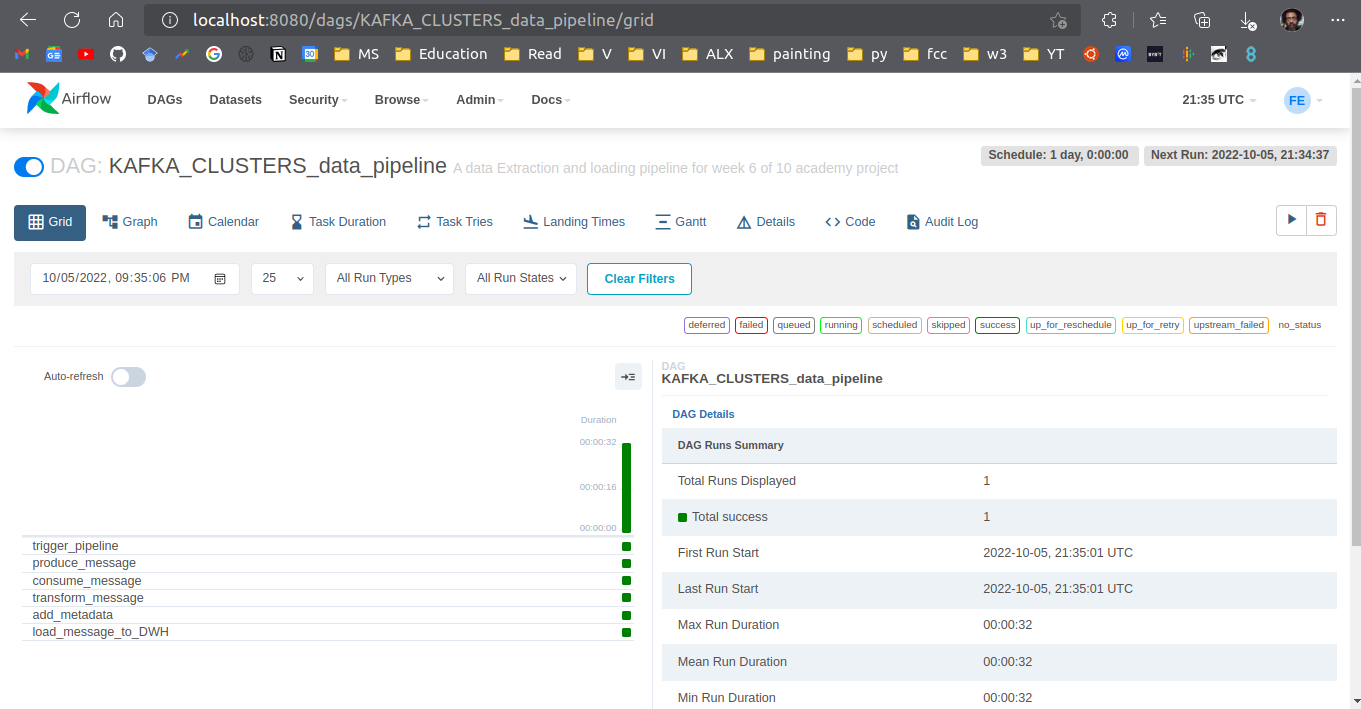 localhost:8080/dags/KAFKA_CLUSTERS_data_pipeline/grid
MS Education Read V VI ALX painting py fcc w3 YT
Airflow DAGs Datasets Security Browse Admin Docs 21:35 UTC FE
DAG: KAFKA_CLUSTERS_data_pipeline A data Extraction and loading pipeline for week 6 of 10 academy project Schedule: 1 day, 0:00:00 Next Run: 2022-10-05, 21:34:37
Grid Graph Calendar Task Duration Task Tries Landing Times Gantt Details Code Audit Log
10/05/2022, 09:35:06 PM 25 All Run Types All Run States Clear Filters
deferred failed queued running scheduled skipped success up_for_reschedule up_for_retry upstream_failed no_status
Auto-refresh
Duration
00:00:32
00:00:16
00:00:00
trigger_pipeline
produce_message
consume_message
transform_message
add_metadata
load_message_to_DWH
DAG
KAFKA_CLUSTERS_data_pipeline
DAG Details
DAG Runs Summary
Total Runs Displayed 1
Total success 1
First Run Start 2022-10-05, 21:35:01 UTC
Last Run Start 2022-10-05, 21:35:01 UTC
Max Run Duration 00:00:32
Mean Run Duration 00:00:32
Min Run Duration 00:00:32